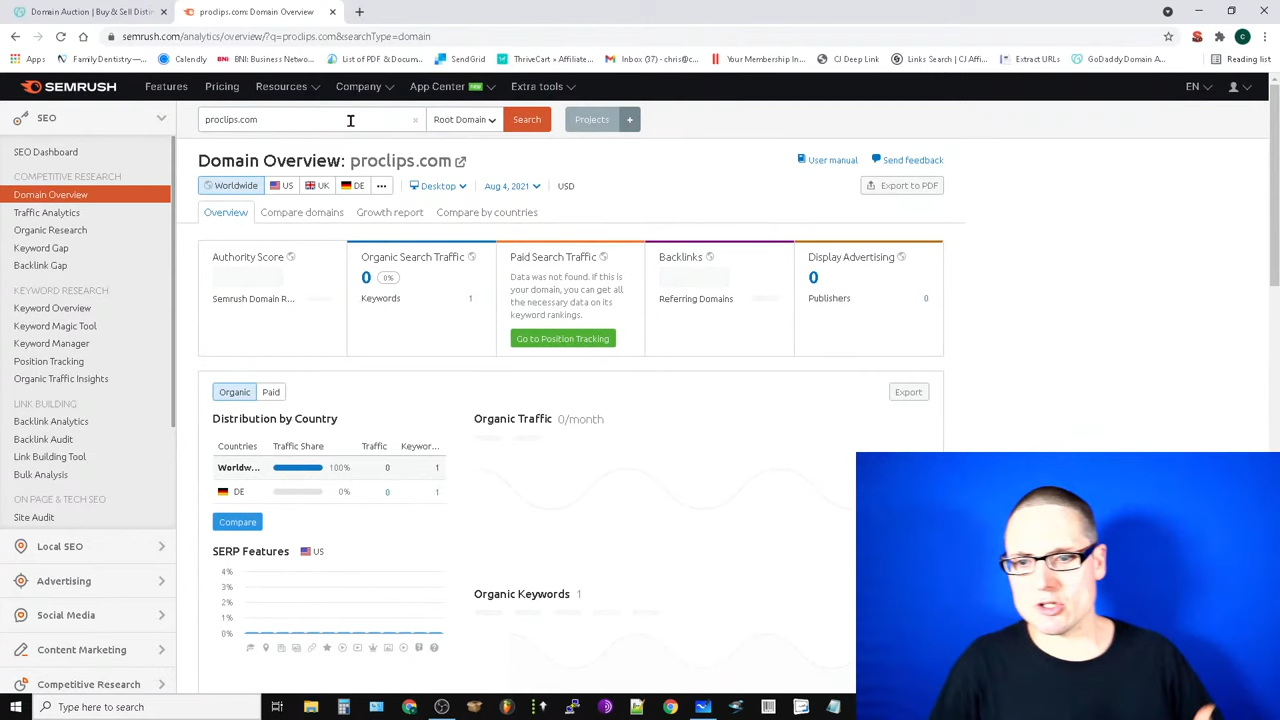 Domain Auction | Buy & Sell Distin
proclips.com: Domain Overview
semrush.com/analytics/overview/?q=proclips.com&searchType=domain
Apps
Family Dentistry—...
Calendly
BNI: Business Netwo...
List of PDF & Docum...
SendGrid
ThriveCart » Affiliate...
Inbox (37) - chris@c...
Your Membership In...
CJ Deep Link
Links Search | CJ Affi...
Extract URLs
GoDaddy Domain A...
Reading list
SEMRUSH
Features
Pricing
Resources
Company
App Center new
Extra tools
EN
SEO
proclips.com
Root Domain
Search
Projects
+
SEO Dashboard
COMPETITIVE RESEARCH
Domain Overview
Traffic Analytics
Organic Research
Keyword Gap
Backlink Gap
KEYWORD RESEARCH
Keyword Overview
Keyword Magic Tool
Keyword Manager
Position Tracking
Organic Traffic Insights
LINK BUILDING
Backlink Analytics
Backlink Audit
Link Building Tool
Bulk Analysis
ON PAGE & TECH SEO
Site Audit
Local SEO
Advertising
Social Media
Content Marketing
Competitive Research
Domain Overview: proclips.com
User manual
Send feedback
Worldwide
US
UK
DE
...
Desktop
Aug 4, 2021
USD
Export to PDF
Overview
Compare domains
Growth report
Compare by countries
Authority Score
Semrush Domain R...
Organic Search Traffic
0 0%
Keywords 1
Paid Search Traffic
Data was not found. If this is
your domain, you can get all
the necessary data on its
keyword rankings.
Go to Position Tracking
Backlinks
Referring Domains
Display Advertising
0
Publishers 0
Organic
Paid
Export
Distribution by Country
Countries Traffic Share Traffic Keywor...
Worldw... 100% 0 1
DE 0% 0 1
Compare
SERP Features US
4%
3%
2%
1%
0%
Organic Traffic 0/month
Organic Keywords 1
Type here to search